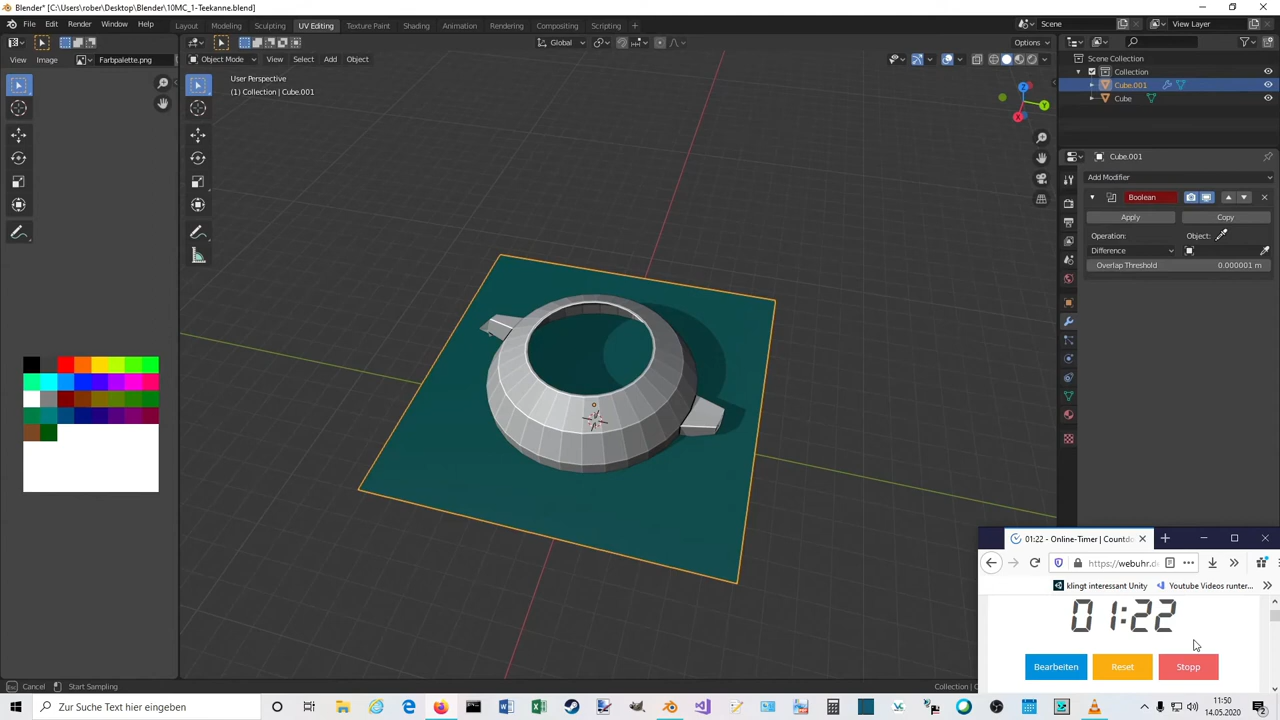 Blender* [C:\Users\rober\Desktop\Blender\10MC_1-Teekanne.blend]
File Edit Render Window Help Layout Modeling Sculpting UV Editing Texture Paint Shading Animation Rendering Compositing Scripting Scene View Layer
View Image Farbpalette.png Object Mode View Select Add Object Global Options
User Perspective
(1) Collection | Cube.001
Scene Collection
Collection
Cube.001
Cube
Cube.001
Add Modifier
Boolean
Apply Copy
Operation: Object:
Difference
Overlap Threshold 0.000001 m
X Y Z
01:22 - Online-Timer | Countdo
https://webuhr.d
klingt interessant Unity Youtube Videos runter...
01:22
Bearbeiten Reset Stopp
Cancel Start Sampling Collection | C
Zur Suche Text hier eingeben 11:50
14.05.2020